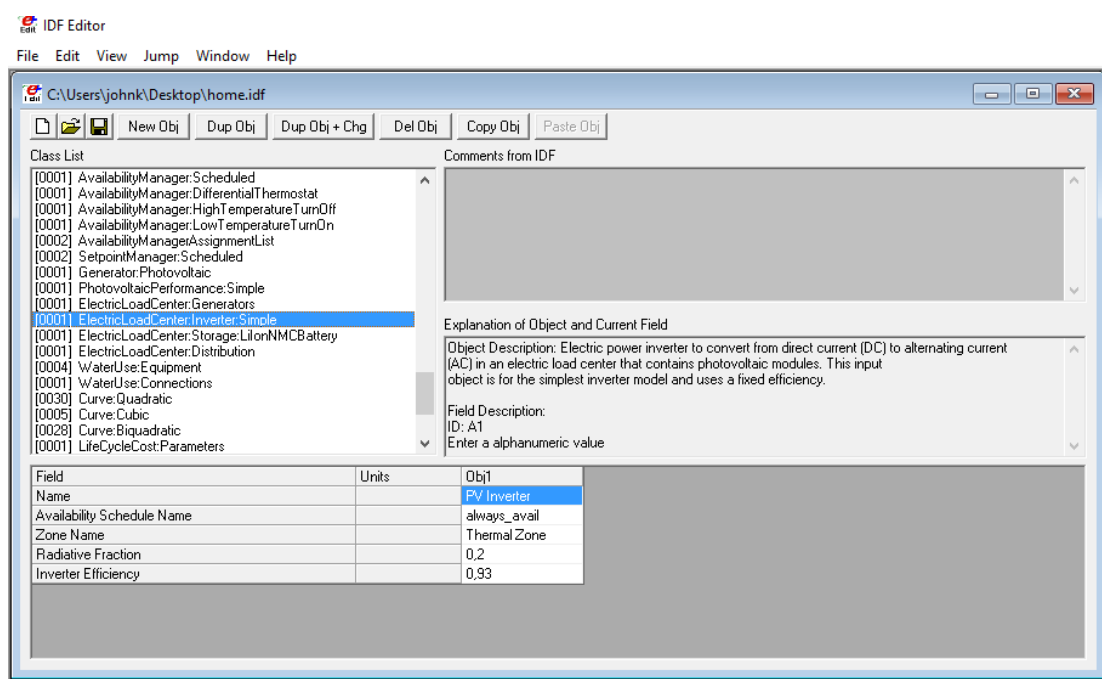 IDF Editor
File Edit View Jump Window Help
C:\Users\johnk\Desktop\home.idf
New Obj Dup Obj Dup Obj + Chg Del Obj Copy Obj Paste Obj
Class List
[0001] AvailabilityManager:Scheduled
[0001] AvailabilityManager:DifferentialThermostat
[0001] AvailabilityManager:HighTemperatureTurnOff
[0001] AvailabilityManager:LowTemperatureTurnOn
[0002] AvailabilityManagerAssignmentList
[0002] SetpointManager:Scheduled
[0001] Generator:Photovoltaic
[0001] PhotovoltaicPerformance:Simple
[0001] ElectricLoadCenter:Generators
[0001] ElectricLoadCenter:Inverter:Simple
[0001] ElectricLoadCenter:Storage:LiIonNMCBattery
[0001] ElectricLoadCenter:Distribution
[0004] WaterUse:Equipment
[0001] WaterUse:Connections
[0030] Curve:Quadratic
[0005] Curve:Cubic
[0028] Curve:Biquadratic
[0001] LifeCycleCost:Parameters
Comments from IDF
Explanation of Object and Current Field
Object Description: Electric power inverter to convert from direct current (DC) to alternating current
(AC) in an electric load center that contains photovoltaic modules. This input
object is for the simplest inverter model and uses a fixed efficiency.
Field Description:
ID: A1
Enter a alphanumeric value
Field Units Obj1
Name PV Inverter
Availability Schedule Name always_avail
Zone Name Thermal Zone
Radiative Fraction 0,2
Inverter Efficiency 0,93